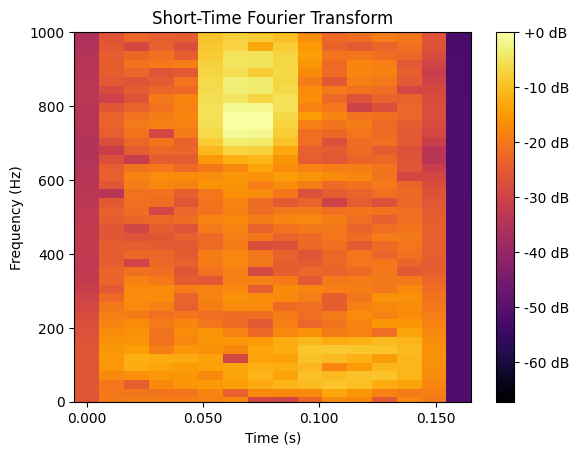 Short-Time Fourier Transform
1000
800
600
400
200
0
Frequency (Hz)
0.000
0.050
0.100
0.150
Time (s)
+0 dB
-10 dB
-20 dB
-30 dB
-40 dB
-50 dB
-60 dB